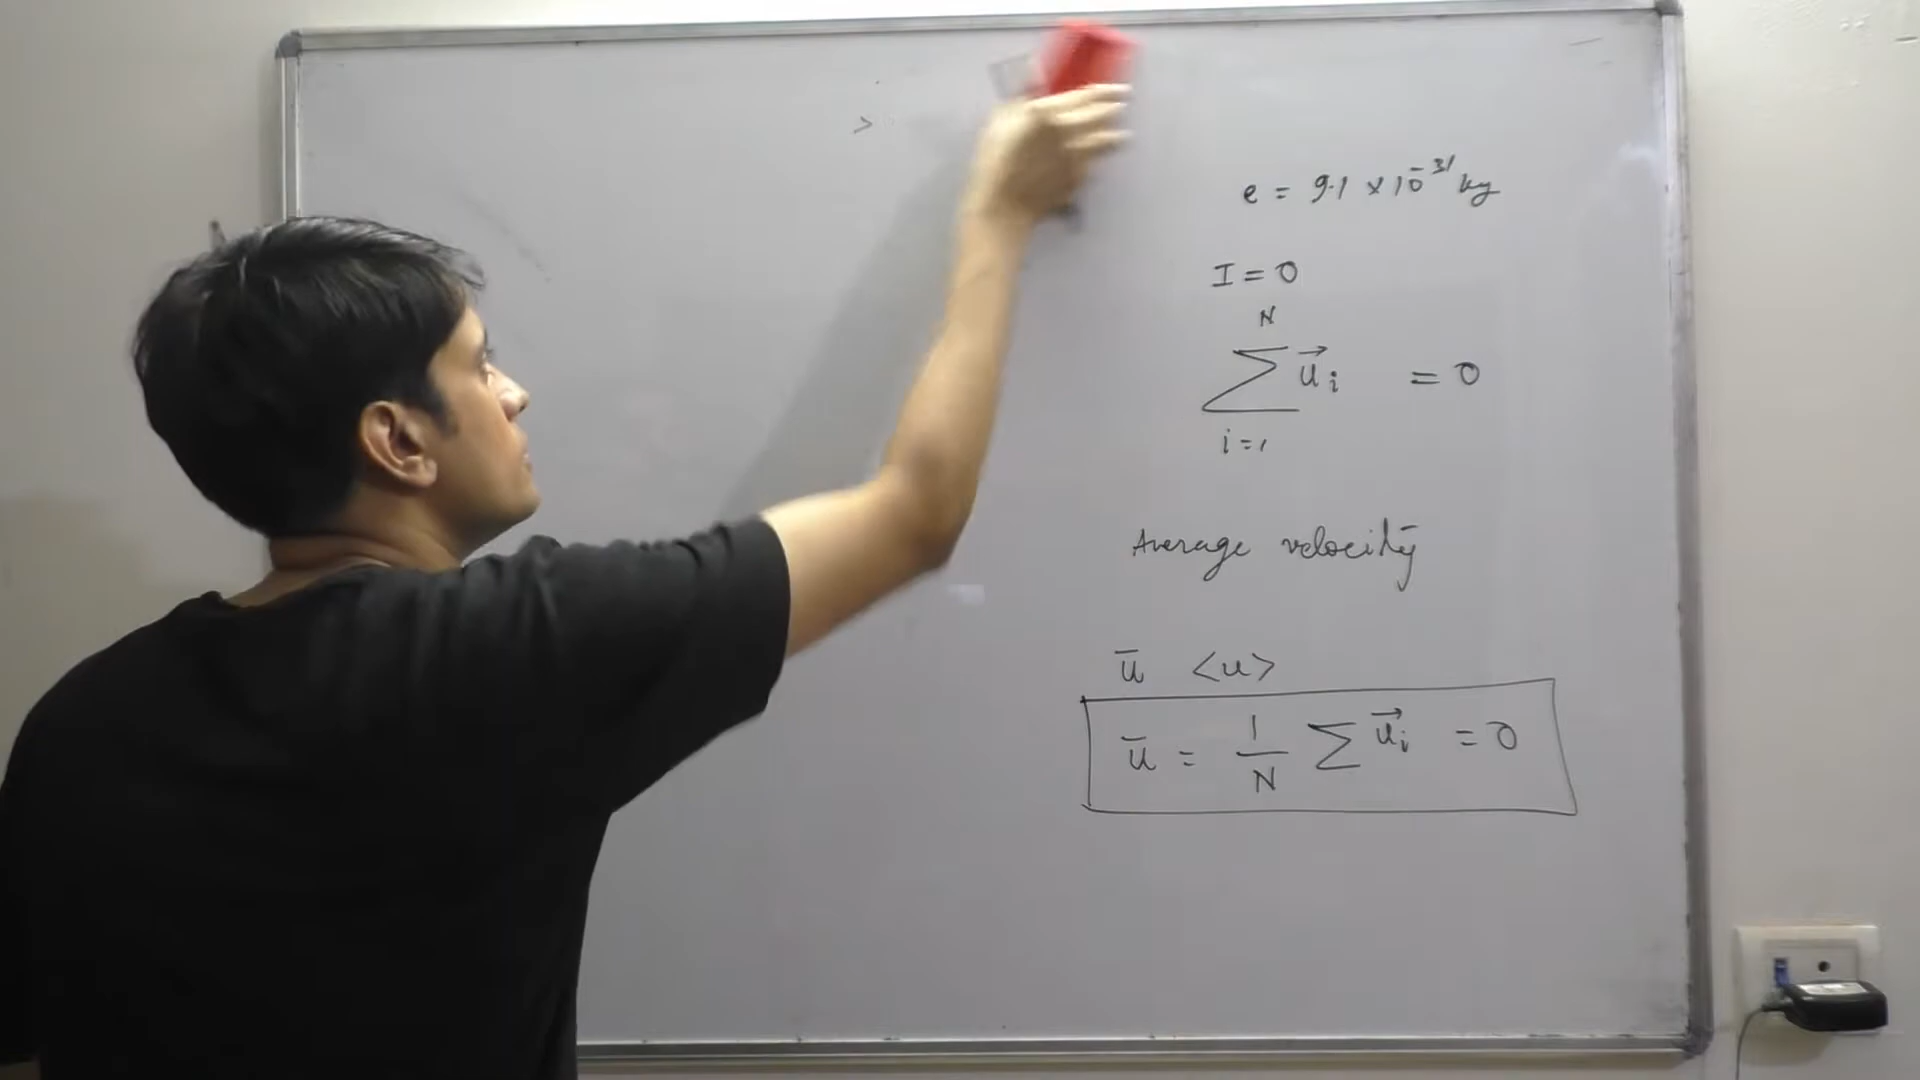 e = 9.1 × 10⁻³¹ kg
I = 0
N
∑ u⃗ᵢ = 0
i = 1
Average velocity
ū <u>
ū = 1/N ∑ u⃗ᵢ = 0